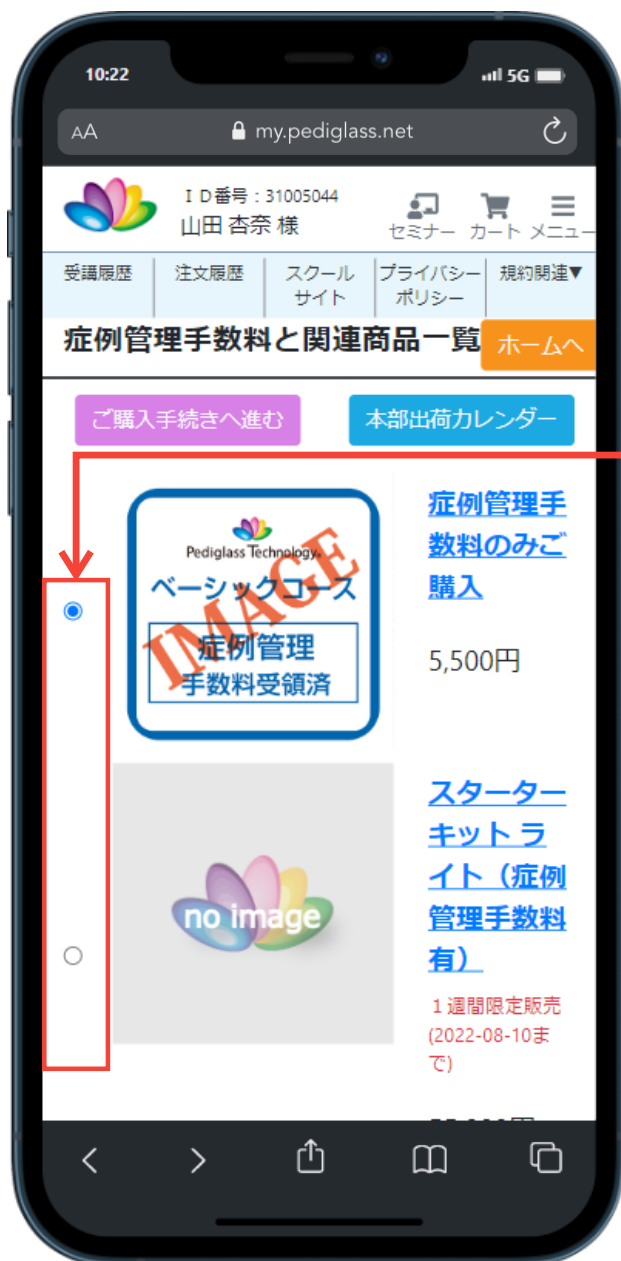 10:22
5G
AA
my.pediglass.net
ＩＤ番号：31005044
山田 杏奈 様
セミナー
カート
メニュー
受講履歴
注文履歴
スクール
サイト
プライバシー
ポリシー
規約関連▼
症例管理手数料と関連商品一覧
ホームへ
ご購入手続きへ進む
本部出荷カレンダー
Pediglass Technology
ベーシックコース
症例管理
手数料受領済
IMAGE
症例管理手
数料のみご
購入
5,500円
no image
スターター
キット ラ
イト（症例
管理手数料
有）
１週間限定販売
(2022-08-10ま
で)